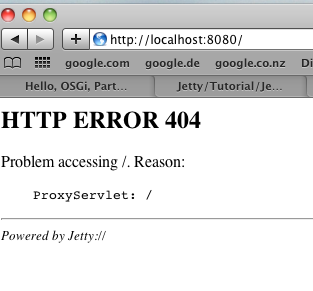 http://localhost:8080/
google.com google.de google.co.nz Di
Hello, OSGi, Part... Jetty/Tutorial/Je...
HTTP ERROR 404
Problem accessing /. Reason:
ProxyServlet: /
Powered by Jetty://